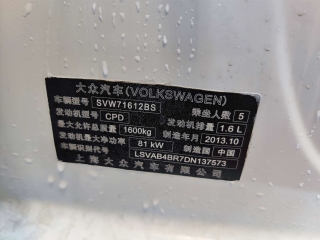 大众汽车(VOLKSWAGEN)
车辆型号 SVW71612BS 乘坐人数 5
发动机型号 CPD 发动机排量 1.6 L
最大允许总质量 1600kg 制造年月 2013.10
发动机最大净功率 81 kW 制造国 中国
车辆识别代号 LSVAB4BR7DN137573
上海大众汽车有限公司